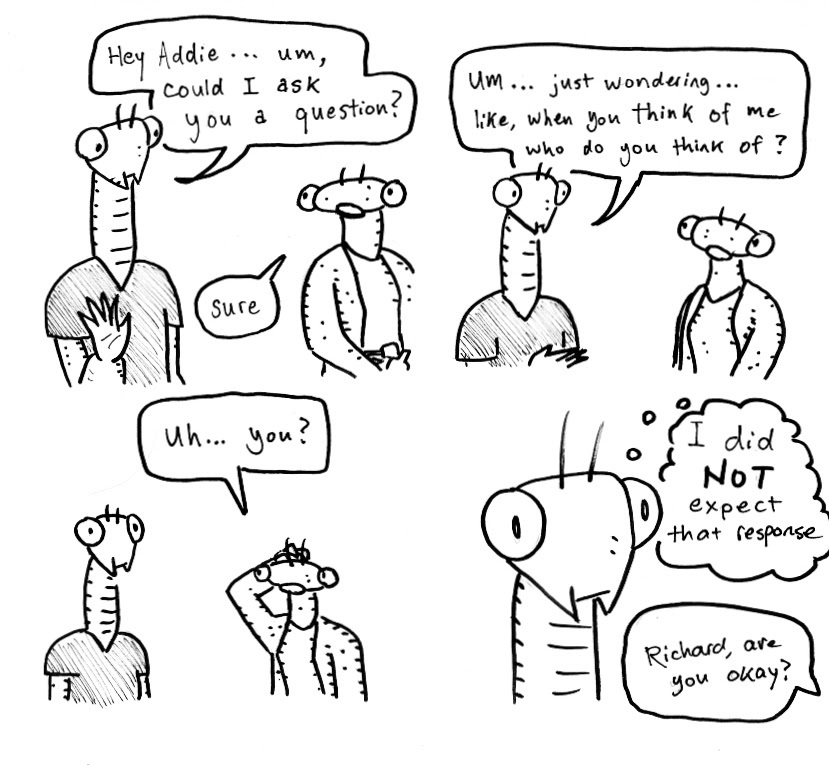 Hey Addie... um,
could I ask
you a question?
Sure
Um... just wondering...
like, when you think of me
who do you think of?
Uh... you?
I did
NOT
expect
that response
Richard, are
you okay?